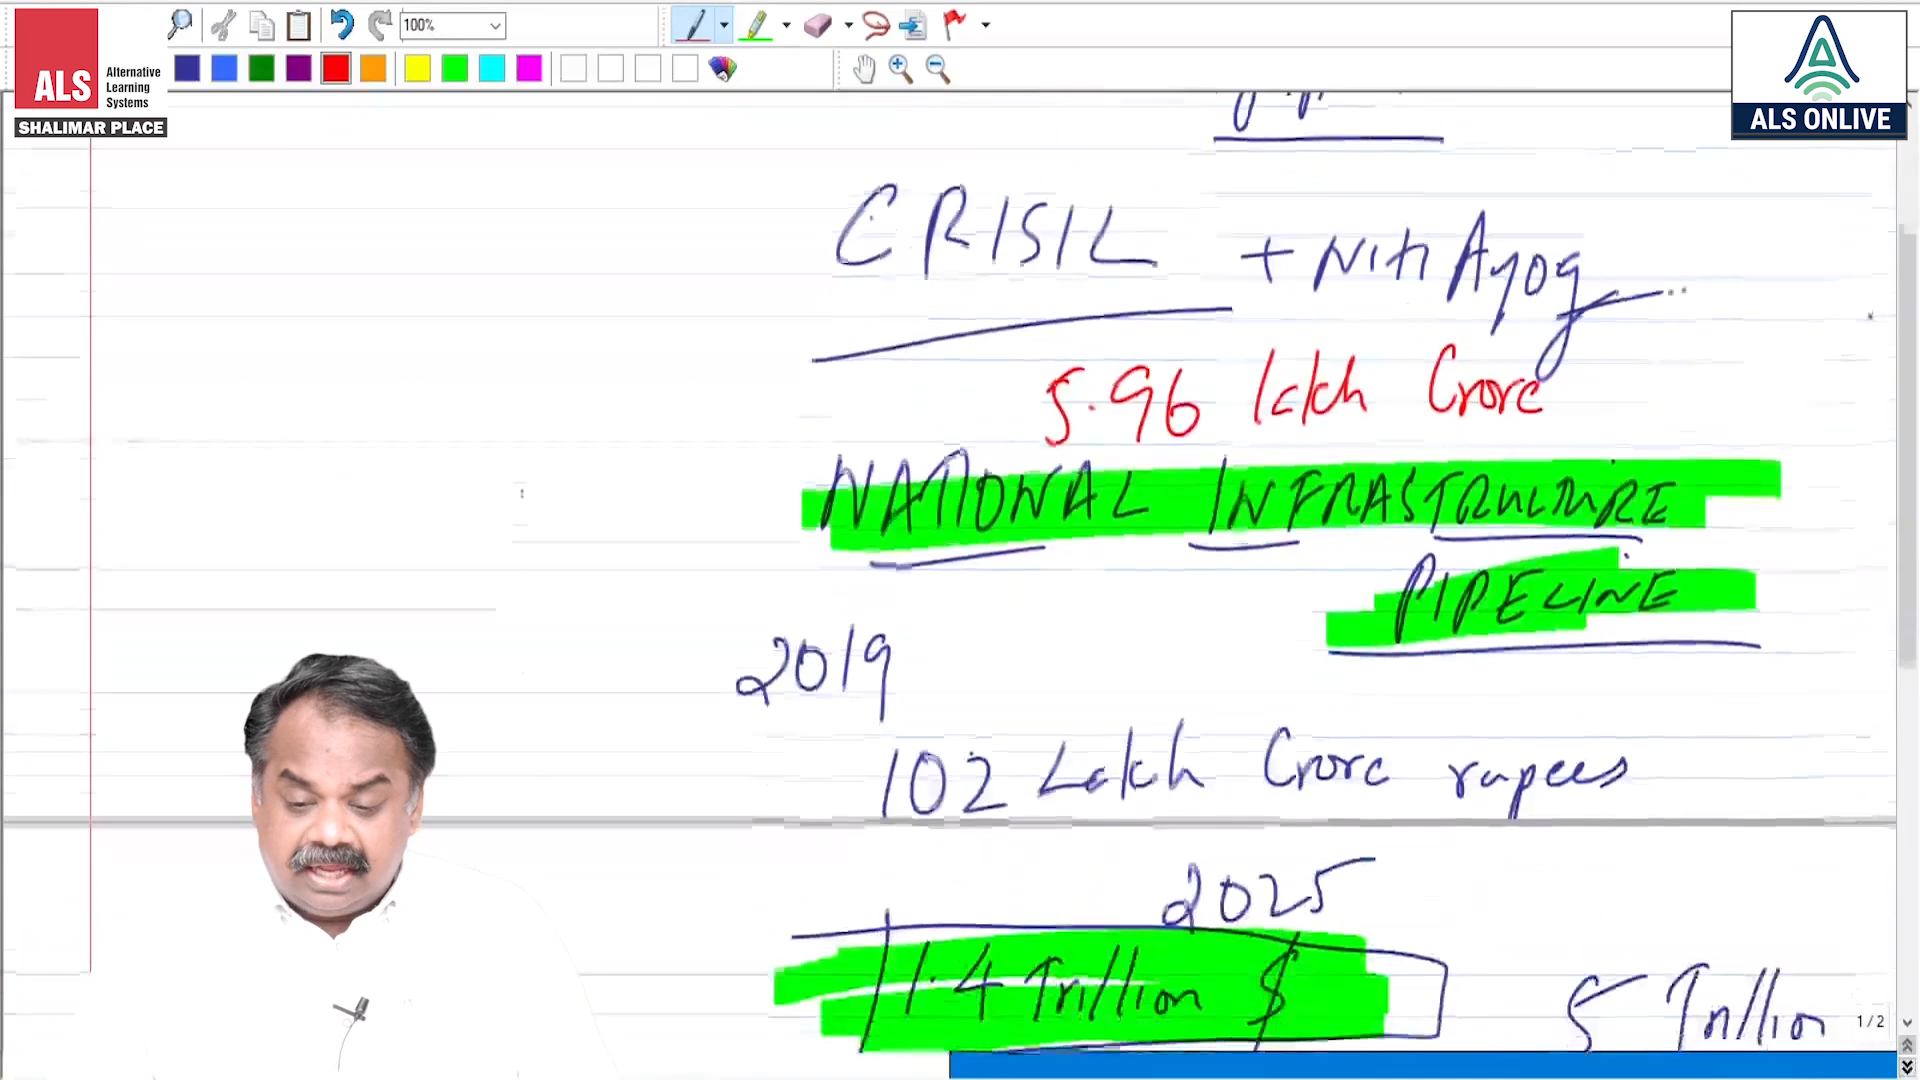 100%
ALS
Alternative
Learning
Systems
SHALIMAR PLACE
ALS ONLIVE
CRISIL + Niti Ayog
5.96 lakh Crore
NATIONAL INFRASTRUCTURE
PIPELINE
2019
102 Lakh Crore rupees
2025
1.4 Trillion $
5 Trillion
1/2